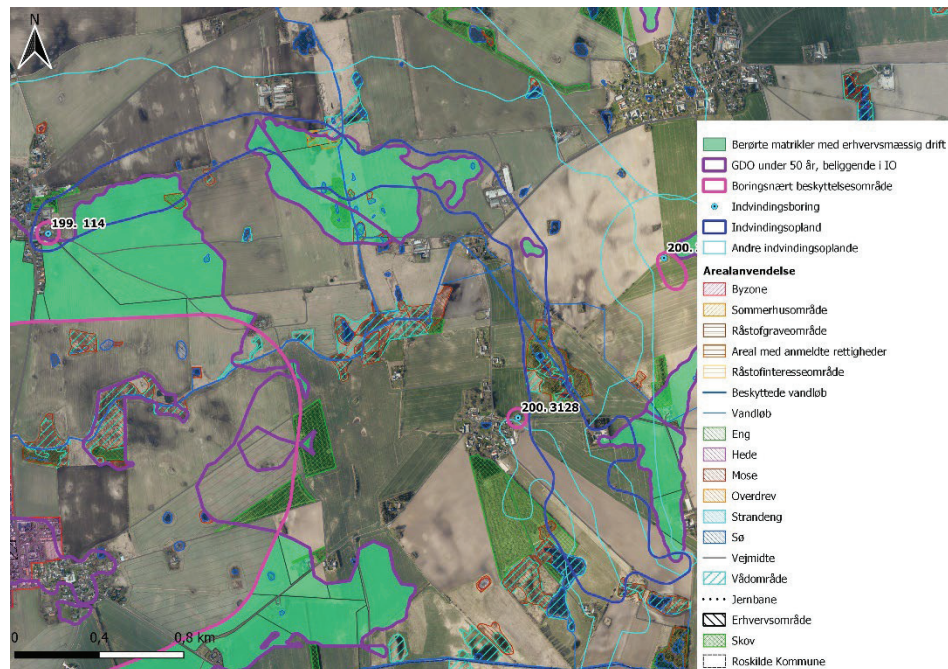 N
199. 114
200.
200. 3128
0 0,4 0,8 km
Berørte matrikler med erhvervsmæssig drift
GDO under 50 år, beliggende i IO
Boringsnært beskyttelsesområde
Indvindingsboring
Indvindingsopland
Andre indvindingsoplande
Arealanvendelse
Byzone
Sommerhusområde
Råstofgraveområde
Areal med anmeldte rettigheder
Råstofinteresseområde
Beskyttede vandløb
Vandløb
Eng
Hede
Mose
Overdrev
Strandeng
Sø
Vejmidte
Vådområde
Jernbane
Erhvervsområde
Skov
Roskilde Kommune